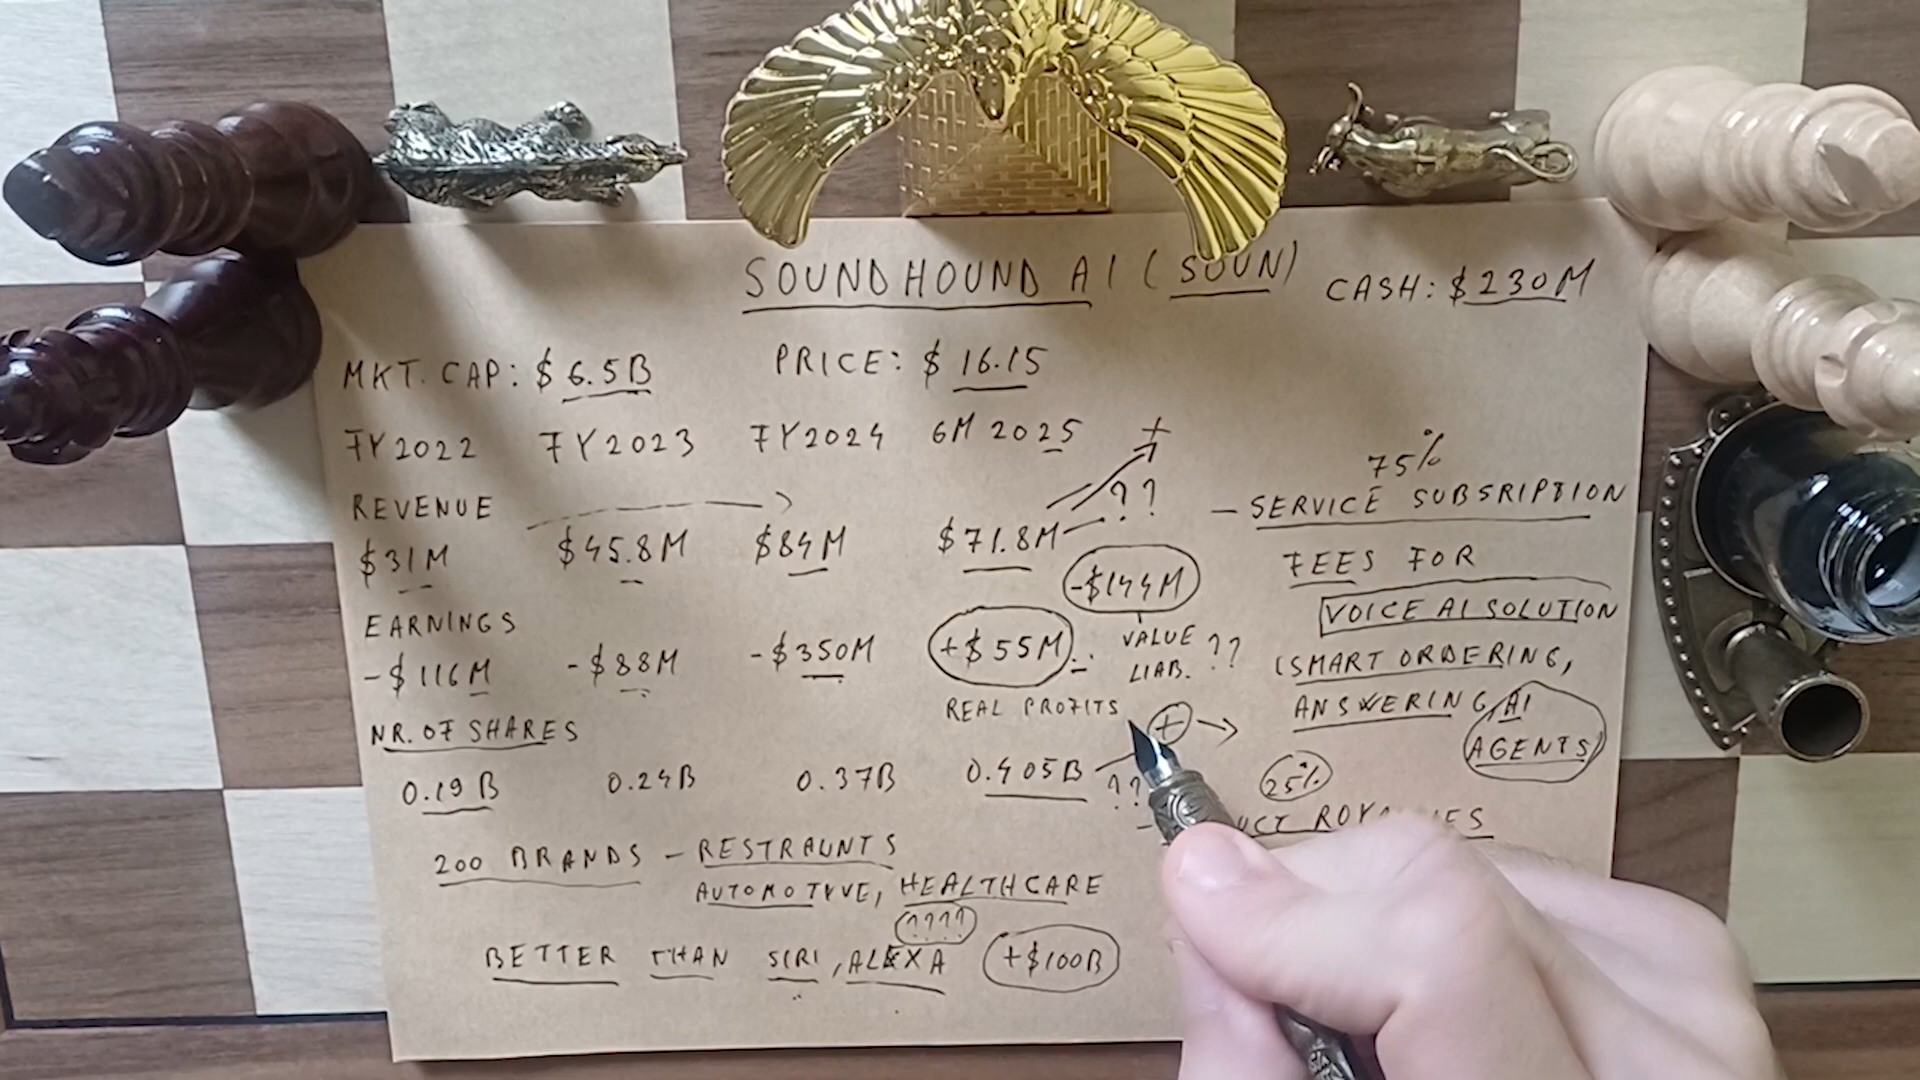 SOUNDHOUND AI (SOUN)
CASH: $230M
MKT. CAP: $6.5B
PRICE: $16.15
FY2022 FY2023 FY2024 6M 2025
+
??
REVENUE
$31M $45.8M $84M $71.8M
-$144M
EARNINGS
VALUE
LIAB. ??
-$116M -$88M -$350M +$55M
REAL PROFITS
+
NR. OF SHARES
0.19B 0.24B 0.37B 0.405B
??
200 BRANDS - RESTRAUNTS
AUTOMOTYVE, HEALTHCARE
????
BETTER THAN SIRI, ALEXA +$100B
75%
- SERVICE SUBSRIPTION
FEES FOR
VOICE AI SOLUTION
(SMART ORDERING,
ANSWERING, AI
AGENTS)
25%